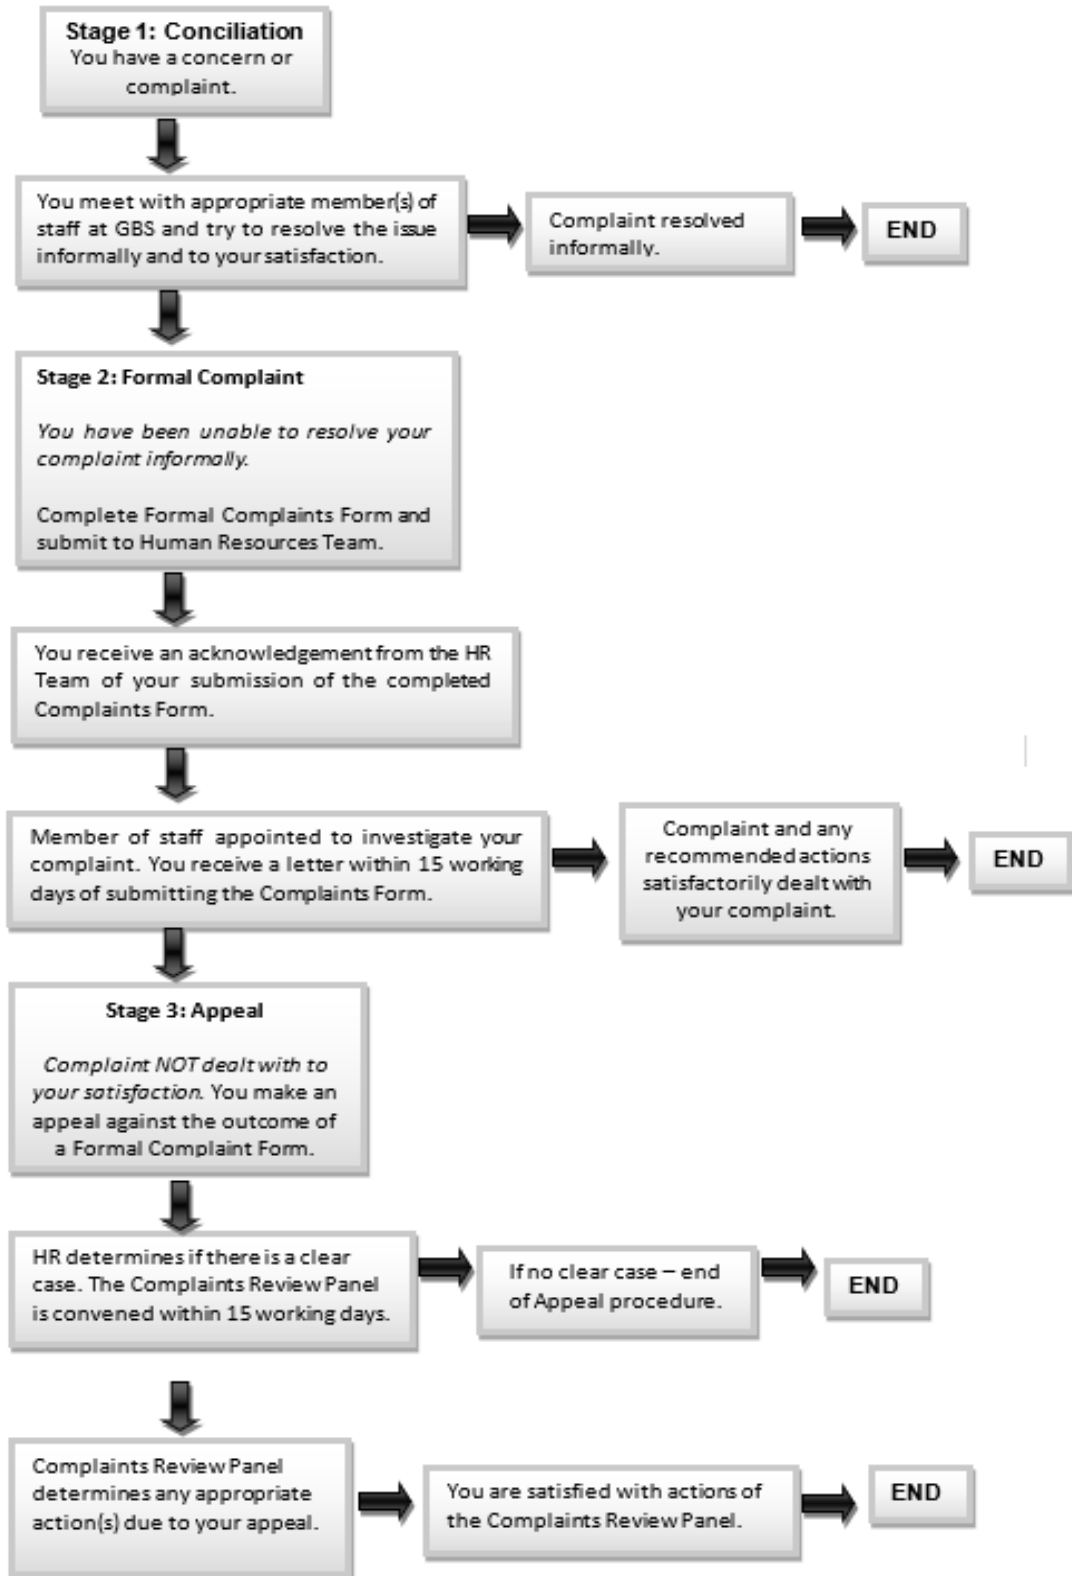 Stage 1: Conciliation
You have a concern or
complaint.
You meet with appropriate member(s) of
staff at GBS and try to resolve the issue
informally and to your satisfaction.
Complaint resolved
informally.
END
Stage 2: Formal Complaint
You have been unable to resolve your
complaint informally.
Complete Formal Complaints Form and
submit to Human Resources Team.
You receive an acknowledgement from the HR
Team of your submission of the completed
Complaints Form.
Member of staff appointed to investigate your
complaint. You receive a letter within 15 working
days of submitting the Complaints Form.
Complaint and any
recommended actions
satisfactorily dealt with
your complaint.
END
Stage 3: Appeal
Complaint NOT dealt with to
your satisfaction. You make an
appeal against the outcome of
a Formal Complaint Form.
HR determines if there is a clear
case. The Complaints Review Panel
is convened within 15 working days.
If no clear case – end
of Appeal procedure.
END
Complaints Review Panel
determines any appropriate
action(s) due to your appeal.
You are satisfied with actions of
the Complaints Review Panel.
END